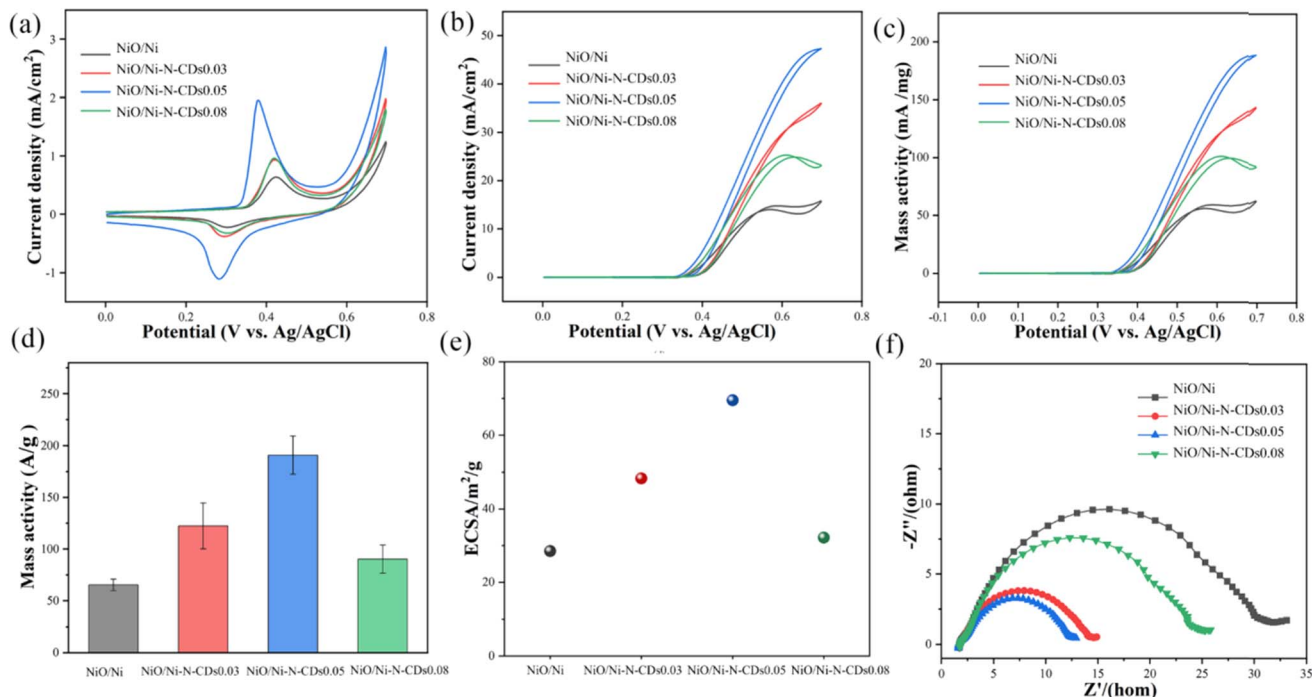 (a)
NiO/Ni
NiO/Ni-N-CDs0.03
NiO/Ni-N-CDs0.05
NiO/Ni-N-CDs0.08
Current density (mA/cm²)
3
2
1
0
-1
0.0 0.2 0.4 0.6 0.8
Potential (V vs. Ag/AgCl)
(b)
NiO/Ni
NiO/Ni-N-CDs0.03
NiO/Ni-N-CDs0.05
NiO/Ni-N-CDs0.08
Current density (mA/cm²)
50
40
30
20
10
0
0.0 0.2 0.4 0.6 0.8
Potential (V vs. Ag/AgCl)
(c)
NiO/Ni
NiO/Ni-N-CDs0.03
NiO/Ni-N-CDs0.05
NiO/Ni-N-CDs0.08
Mass activity (mA /mg)
200
150
100
50
0
-0.1 0.0 0.1 0.2 0.3 0.4 0.5 0.6 0.7 0.8
Potential (V vs. Ag/AgCl)
(d)
Mass activity (A/g )
250
200
150
100
50
0
NiO/Ni NiO/Ni-N-CDs0.03 NiO/Ni-N-CDs0.05 NiO/Ni-N-CDs0.08
(e)
ECSA/m²/g
80
60
40
20
0
NiO/Ni NiO/Ni-N-CDs0.03 NiO/Ni-N-CDs0.05 NiO/Ni-N-CDs0.08
(f)
NiO/Ni
NiO/Ni-N-CDs0.03
NiO/Ni-N-CDs0.05
NiO/Ni-N-CDs0.08
-Z"/(ohm)
20
15
10
5
0
0 5 10 15 20 25 30 35
Z'/(hom)